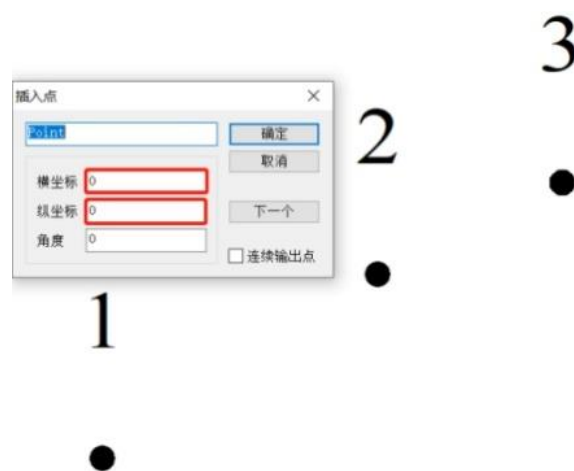 3
插入点
Point
确定
2
取消
横坐标 0
纵坐标 0
下一个
角度 0
连续输出点
1